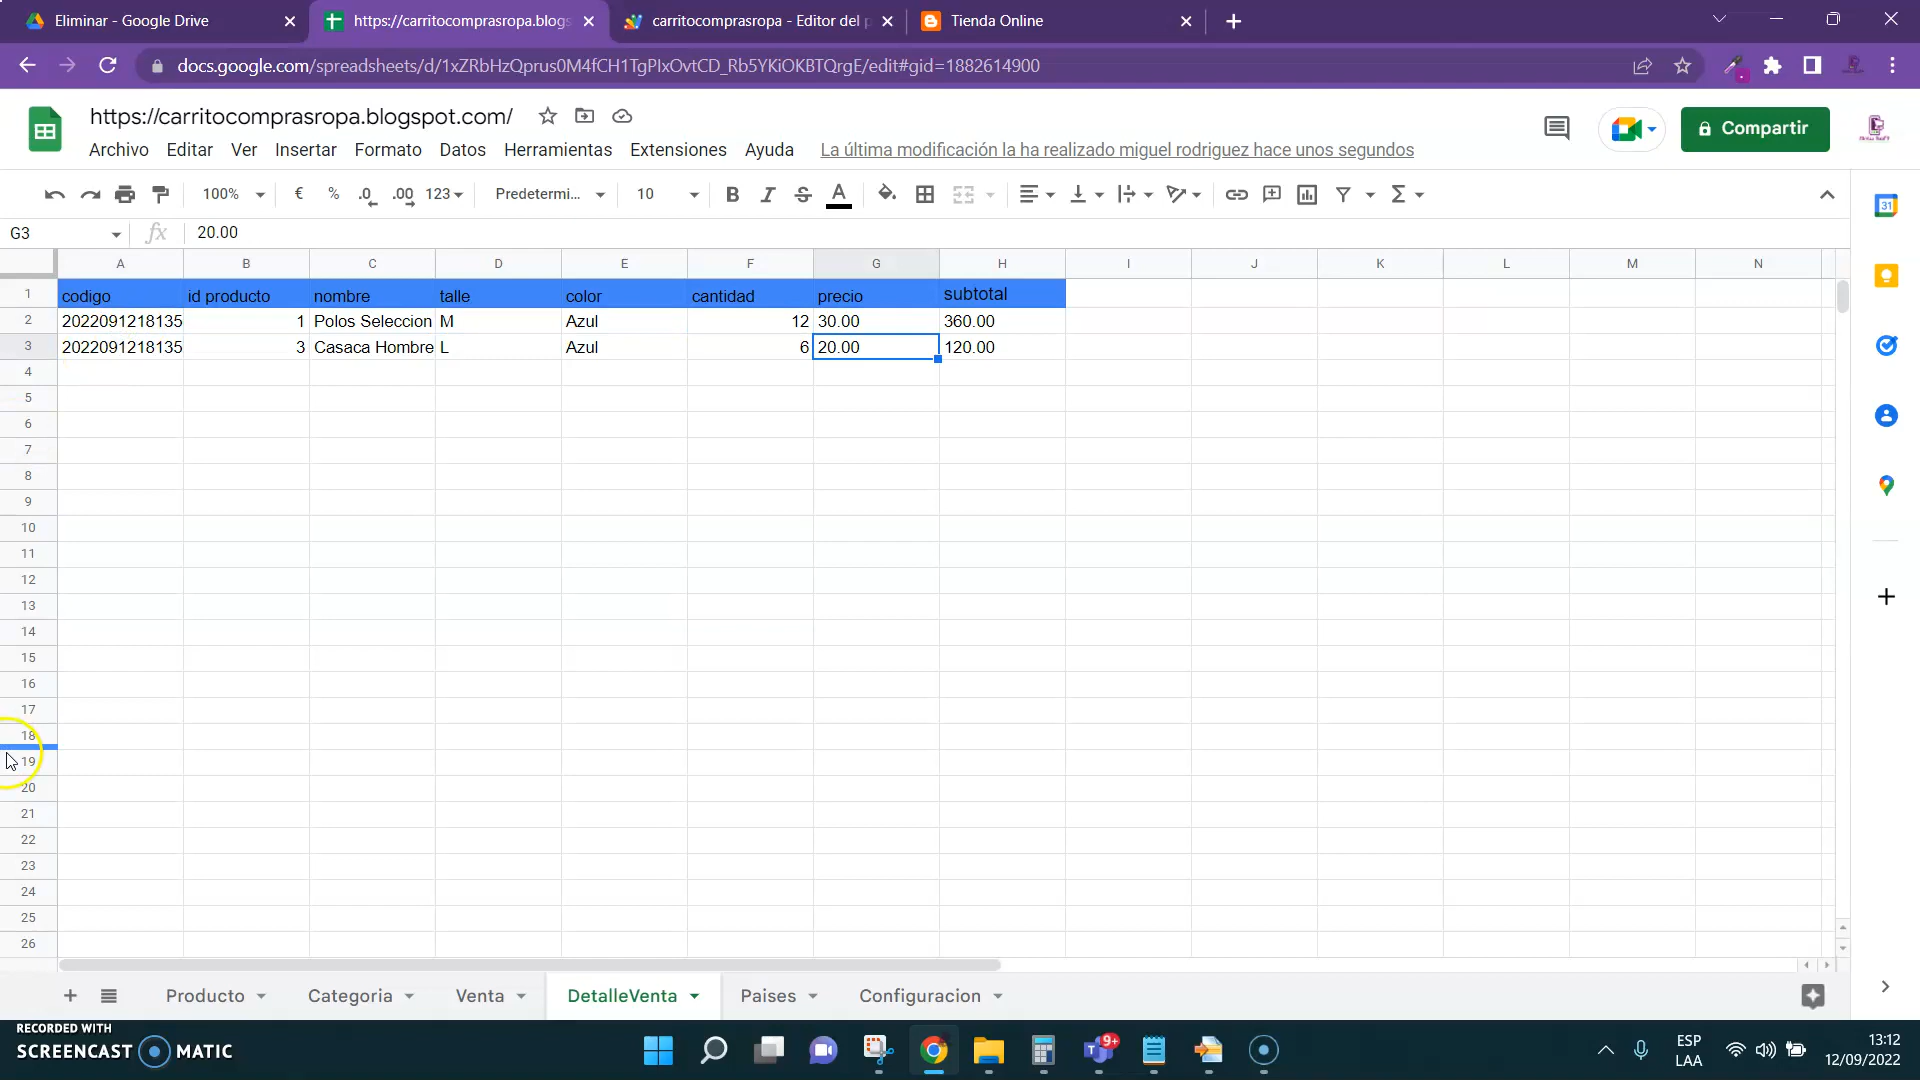 Eliminar - Google Drive
https://carritocomprasropa.blogs
carritocomprasropa - Editor del p
Tienda Online
docs.google.com/spreadsheets/d/1xZRbHzQprus0M4fCH1TgPIxOvtCD_Rb5YKiOKBTQrgE/edit#gid=1882614900
https://carritocomprasropa.blogspot.com/
Compartir
Archivo Editar Ver Insertar Formato Datos Herramientas Extensiones Ayuda La última modificación la ha realizado miguel rodriguez hace unos segundos
100% € % .0 .00 123 Predetermi... 10 B I S A Σ
31
G3 fx 20.00
A B C D E F G H I J K L M N
1 codigo id producto nombre talle color cantidad precio subtotal
2 2022091218135 1 Polos Seleccion M Azul 12 30.00 360.00
3 2022091218135 3 Casaca Hombre L Azul 6 20.00 120.00
4
5
6
7
8
9
10
11
12
13
14
15
16
17
18
19
20
21
22
23
24
25
26
Producto Categoria Venta DetalleVenta Paises Configuracion
RECORDED WITH
SCREENCAST MATIC
9+
ESP
LAA
13:12
12/09/2022